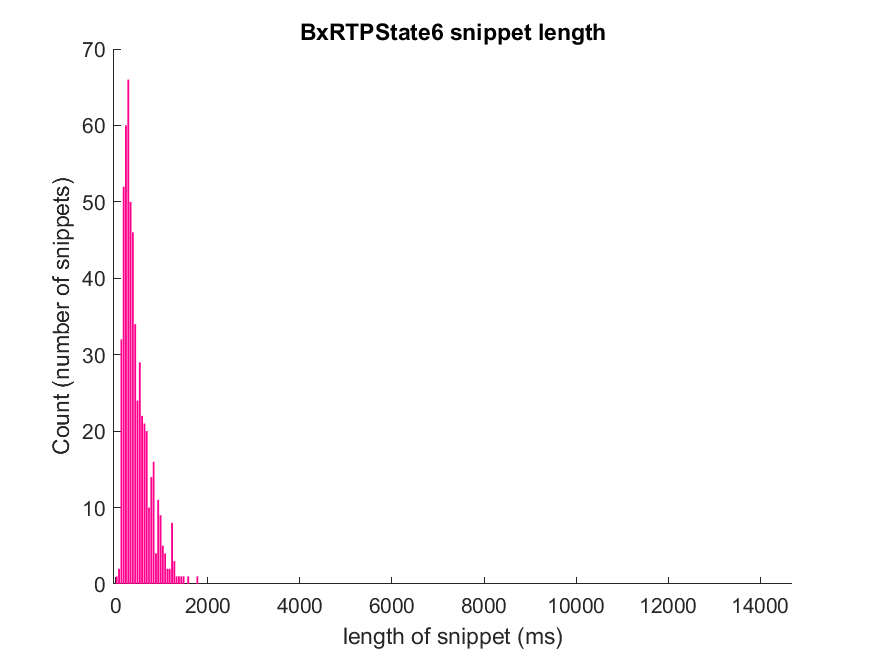 BxRTPState6 snippet length
70
60
50
40
30
20
10
0
Count (number of snippets)
0 2000 4000 6000 8000 10000 12000 14000
length of snippet (ms)